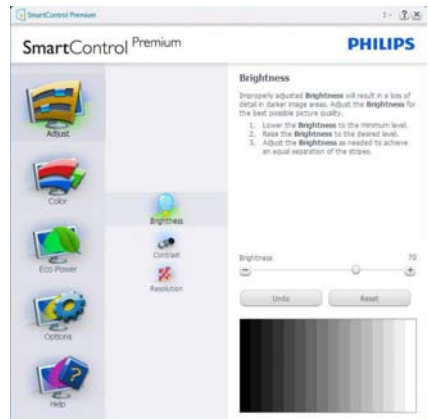 SmartControl Premium
SmartControl Premium
PHILIPS
Adjust
Color
Eco Power
Options
Help
Brightness
Contrast
Resolution
Brightness
Improperly adjusted Brightness will result in a loss of
detail in darker image areas. Adjust the Brightness for
the best possible picture quality.
1. Lower the Brightness to the minimum level.
2. Raise the Brightness to the desired level.
3. Adjust the Brightness as needed to achieve
an equal separation of the stripes.
Brightness 70
Undo Reset